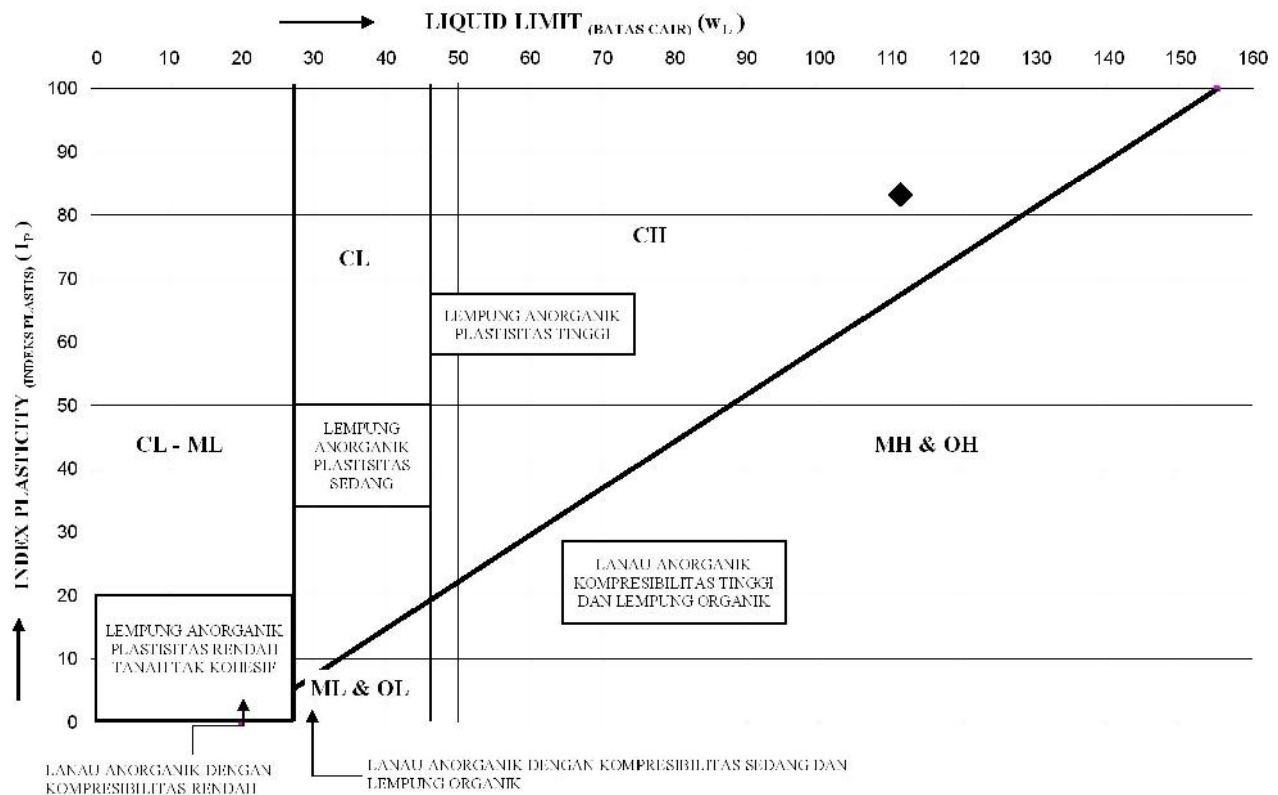 LIQUID LIMIT (BATAS CAIR) (wL)
0 10 20 30 40 50 60 70 80 90 100 110 120 130 140 150 160
INDEX PLASTICITY (INDEKS PLASTIS) (IP)
100
90
80
70
60
50
40
30
20
10
0
CL
CH
LEMPUNG ANORGANIK
PLASTISITAS TINGGI
CL - ML
LEMPUNG
ANORGANIK
PLASTISITAS
SEDANG
MH & OH
LANAU ANORGANIK
KOMPRESIBILITAS TINGGI
DAN LEMPUNG ORGANIK
LEMPUNG ANORGANIK
PLASTISITAS RENDAH
TANAH TAK KOHESIF
ML & OL
LANAU ANORGANIK DENGAN
KOMPRESIBILITAS RENDAH
LANAU ANORGANIK DENGAN KOMPRESIBILITAS SEDANG DAN
LEMPUNG ORGANIK